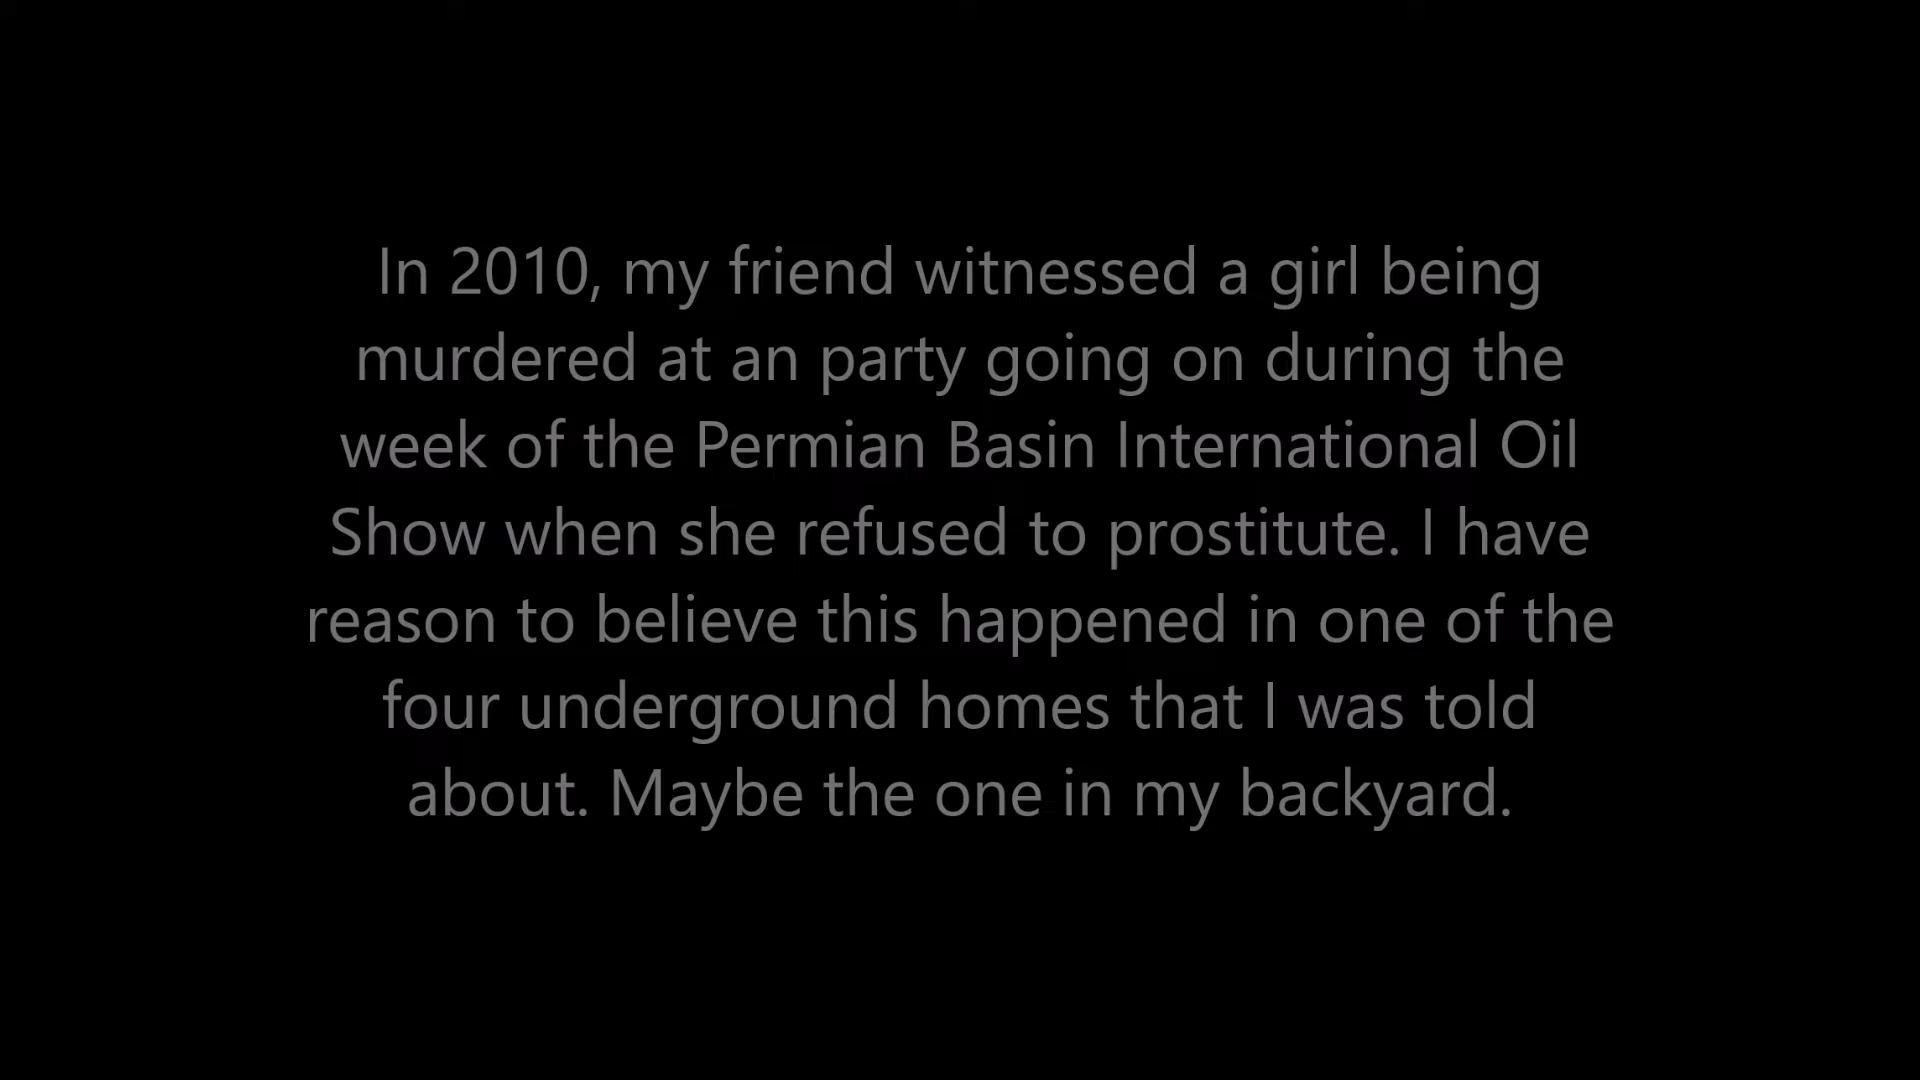 In 2010, my friend witnessed a girl being
murdered at an party going on during the
week of the Permian Basin International Oil
Show when she refused to prostitute. I have
reason to believe this happened in one of the
four underground homes that I was told
about. Maybe the one in my backyard.